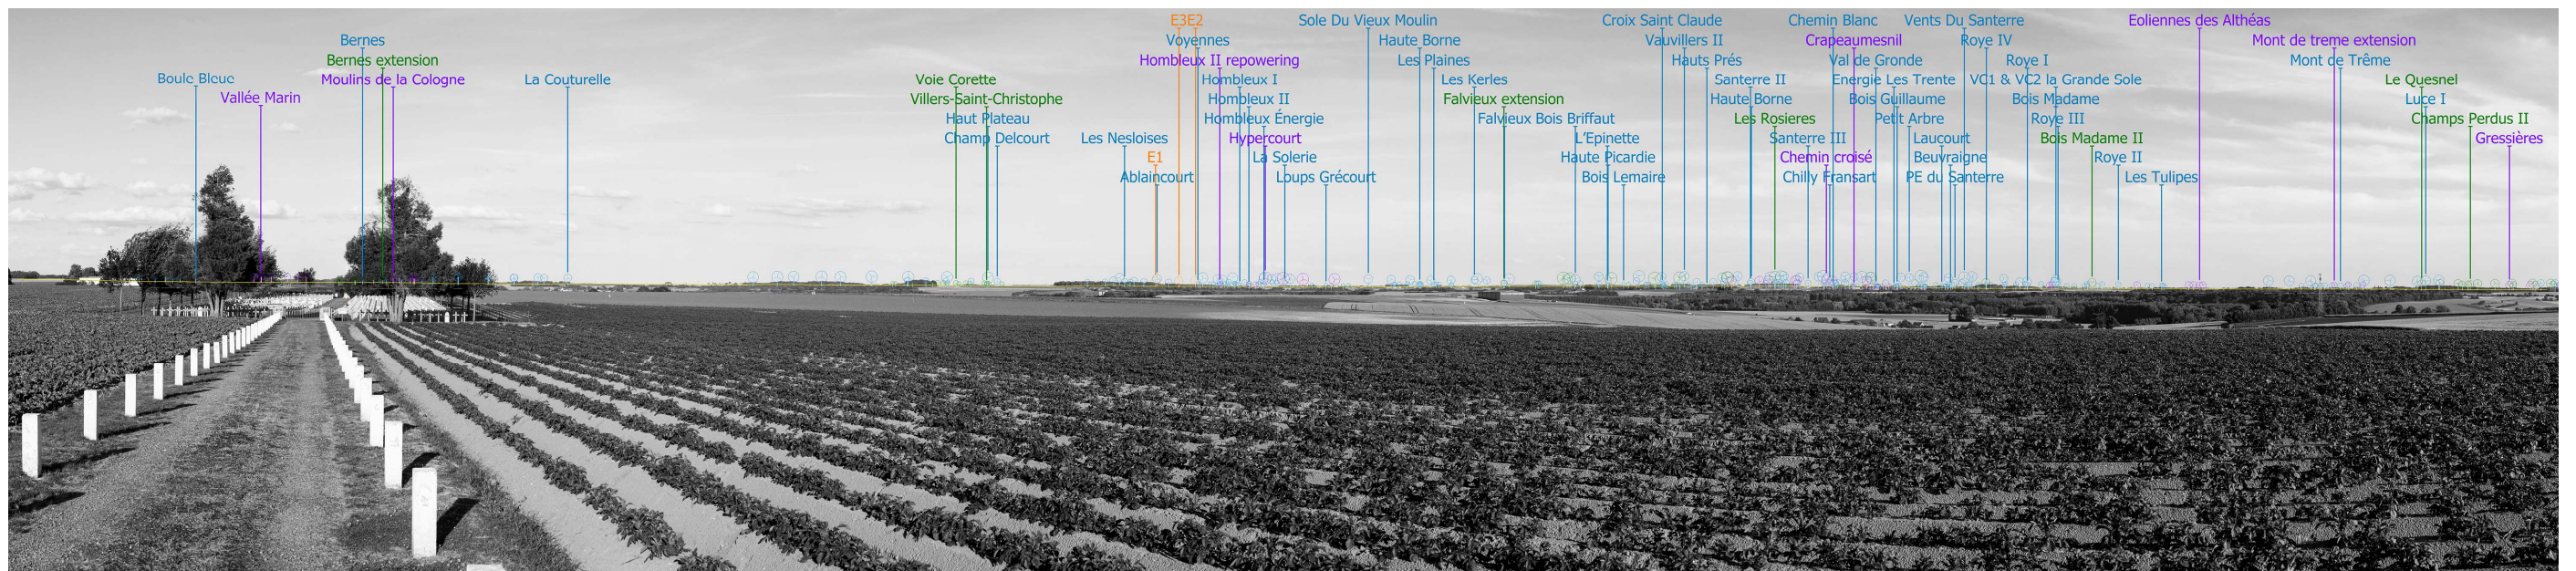 E3E2
Sole Du Vieux Moulin
Croix Saint Claude
Chemin Blanc
Vents Du Santerre
Eoliennes des Althéas
Bernes
Voyennes
Haute Borne
Vauvillers II
Crapeaumesnil
Roye IV
Mont de treme extension
Bernes extension
Hombleux II repowering
Les Plaines
Hauts Prés
Val de Gronde
Roye I
Mont de Trême
Boule Bleue
Moulins de la Cologne
La Couturelle
Voie Corette
Hombleux I
Les Kerles
Santerre II
Energie Les Trente
VC1 & VC2 la Grande Sole
Le Quesnel
Vallée Marin
Villers-Saint-Christophe
Hombleux II
Falvieux extension
Haute Borne
Bois Guillaume
Bois Madame
Luce I
Haut Plateau
Hombleux Énergie
Falvieux Bois Briffaut
Les Rosieres
Petit Arbre
Roye III
Champs Perdus II
Champ Delcourt
Les Nesloises
Hypercourt
L'Epinette
Santerre III
Laucourt
Bois Madame II
Gressières
E1
La Solerie
Haute Picardie
Chemin croisé
Beuvraigne
Roye II
Ablaincourt
Loups Grécourt
Bois Lemaire
Chilly Fransart
PE du Santerre
Les Tulipes